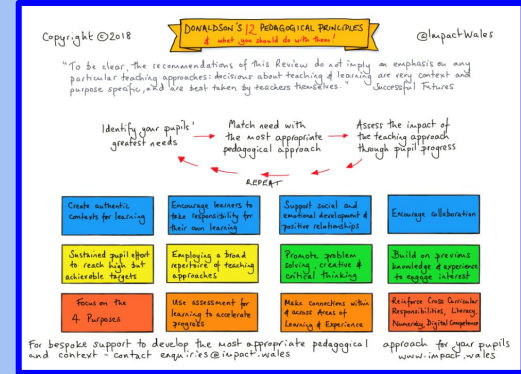 Copyright ©2018
DONALDSON'S 12 PEDAGOGICAL PRINCIPLES
& what you should do with them!
@ImpactWales
"To be clear, the recommendations of this Review do not imply an emphasis on any
particular teaching approaches: decisions about teaching & learning are very context and
purpose specific, and are best taken by teachers themselves."
Successful Futures
Identify your pupils'
greatest needs
Match need with
the most appropriate
pedagogical approach
Assess the impact of
the teaching approach
through pupil progress
REPEAT
Create authentic
contexts for learning
Encourage learners to
take responsibility for
their own learning
Support social and
emotional development &
positive relationships
Encourage collaboration
Sustained pupil effort
to reach high but
achievable targets
Employing a broad
repertoire of teaching
approaches
Promote problem
solving, creative &
critical thinking
Build on previous
knowledge & experience
to engage interest
Focus on the
4 Purposes
Use assessment for
learning to accelerate
progress
Make Connections within
& across Areas of
Learning & Experience
Reinforce Cross Curricular
Responsibilities, Literacy,
Numeracy, Digital Competence
For bespoke support to develop the most appropriate pedagogical approach for your pupils
and context - contact enquiries@impact.wales www.impact.wales